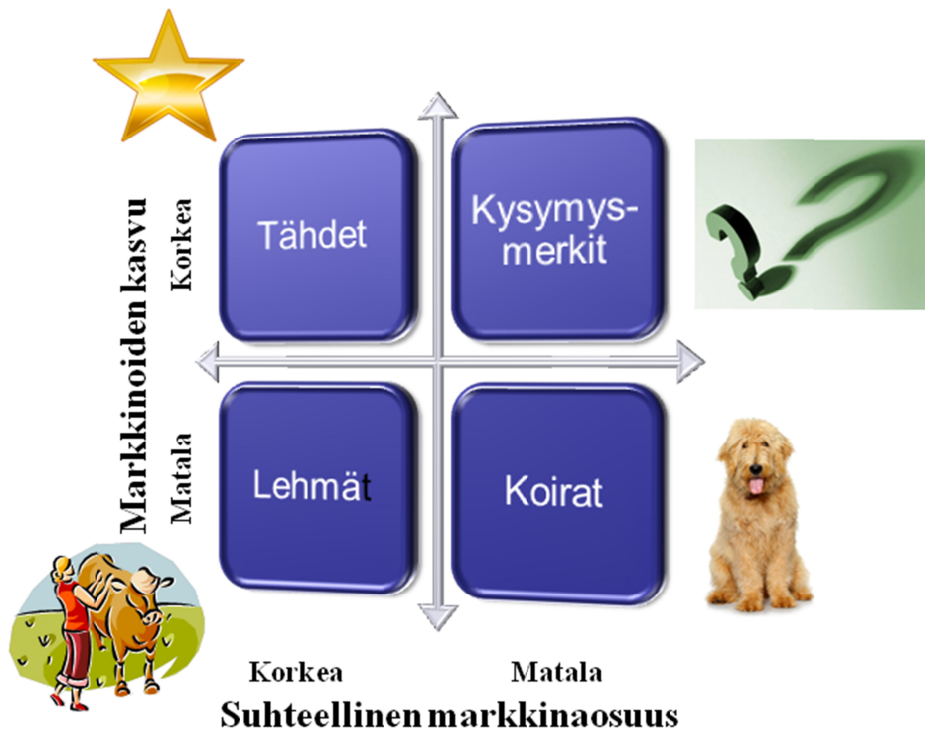 Markkinoiden kasvu
Korkea
Matala
Tähdet
Kysymys-
merkit
Lehmät
Koirat
Korkea
Matala
Suhteellinen markkinaosuus